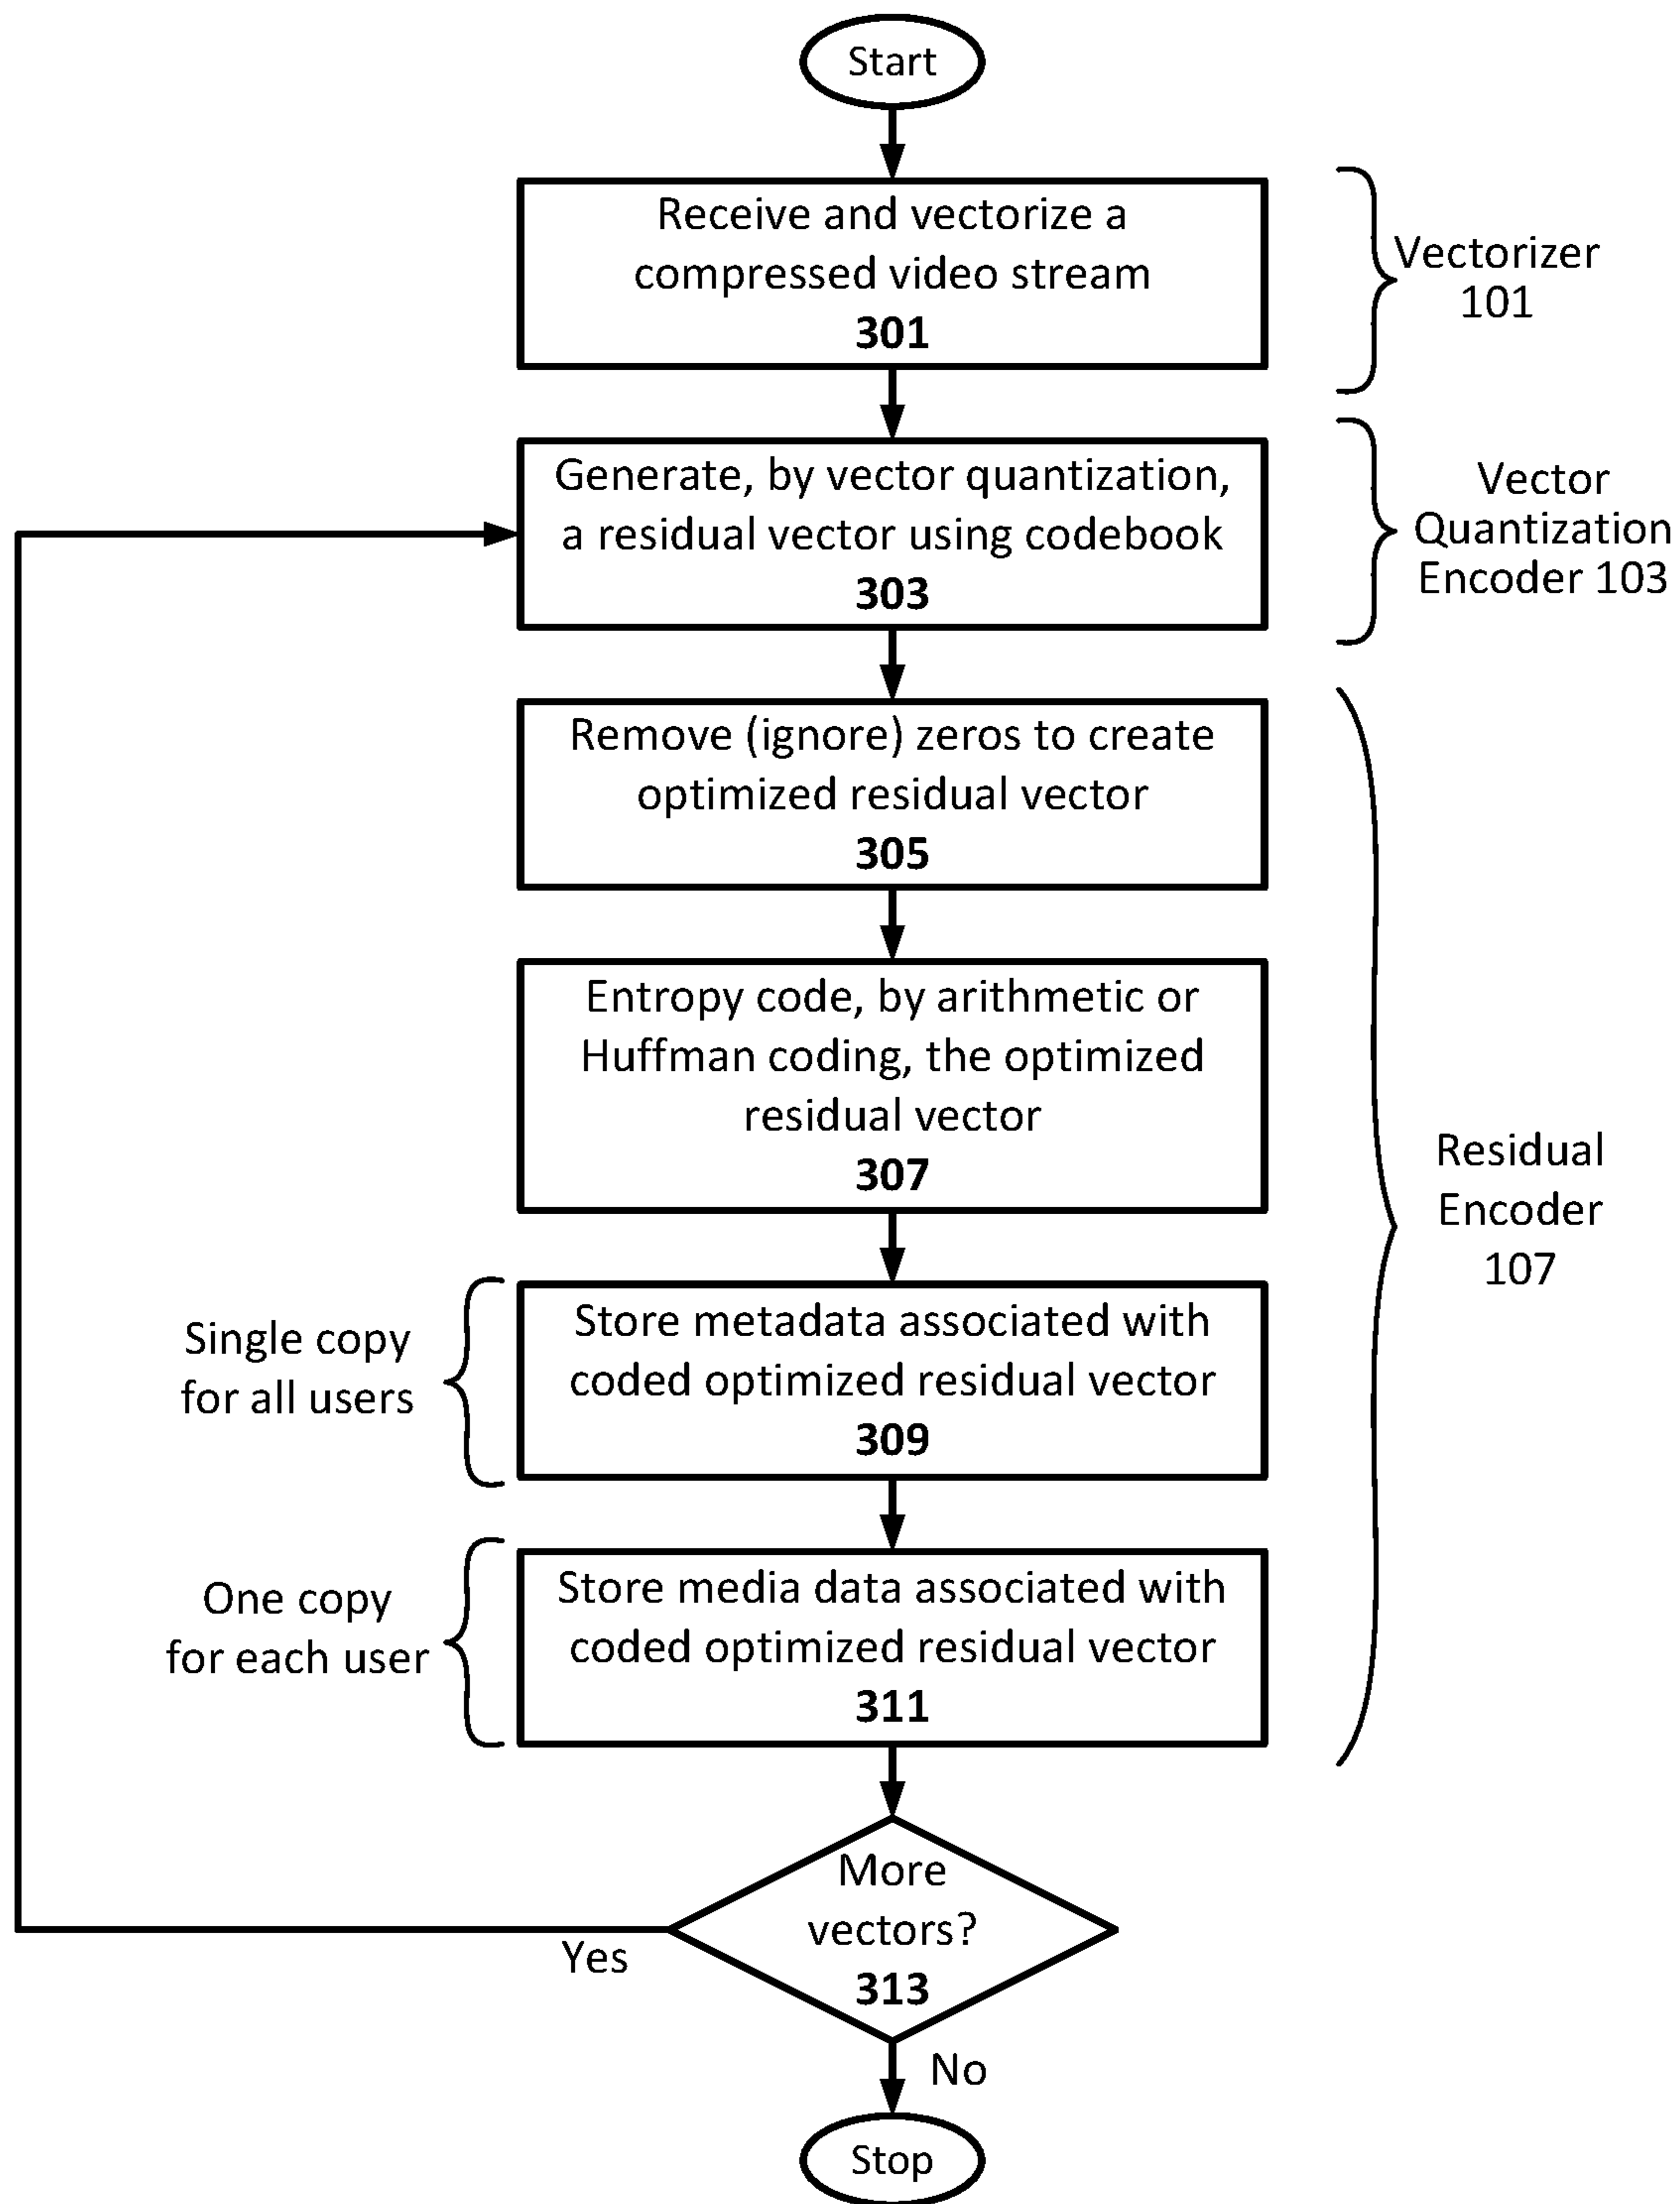 Start
Receive and vectorize a
compressed video stream
301
Vectorizer
101
Generate, by vector quantization,
a residual vector using codebook
303
Vector
Quantization
Encoder 103
Remove (ignore) zeros to create
optimized residual vector
305
Entropy code, by arithmetic or
Huffman coding, the optimized
residual vector
307
Residual
Encoder
107
Single copy
for all users
Store metadata associated with
coded optimized residual vector
309
One copy
for each user
Store media data associated with
coded optimized residual vector
311
More
vectors?
313
Yes
No
Stop